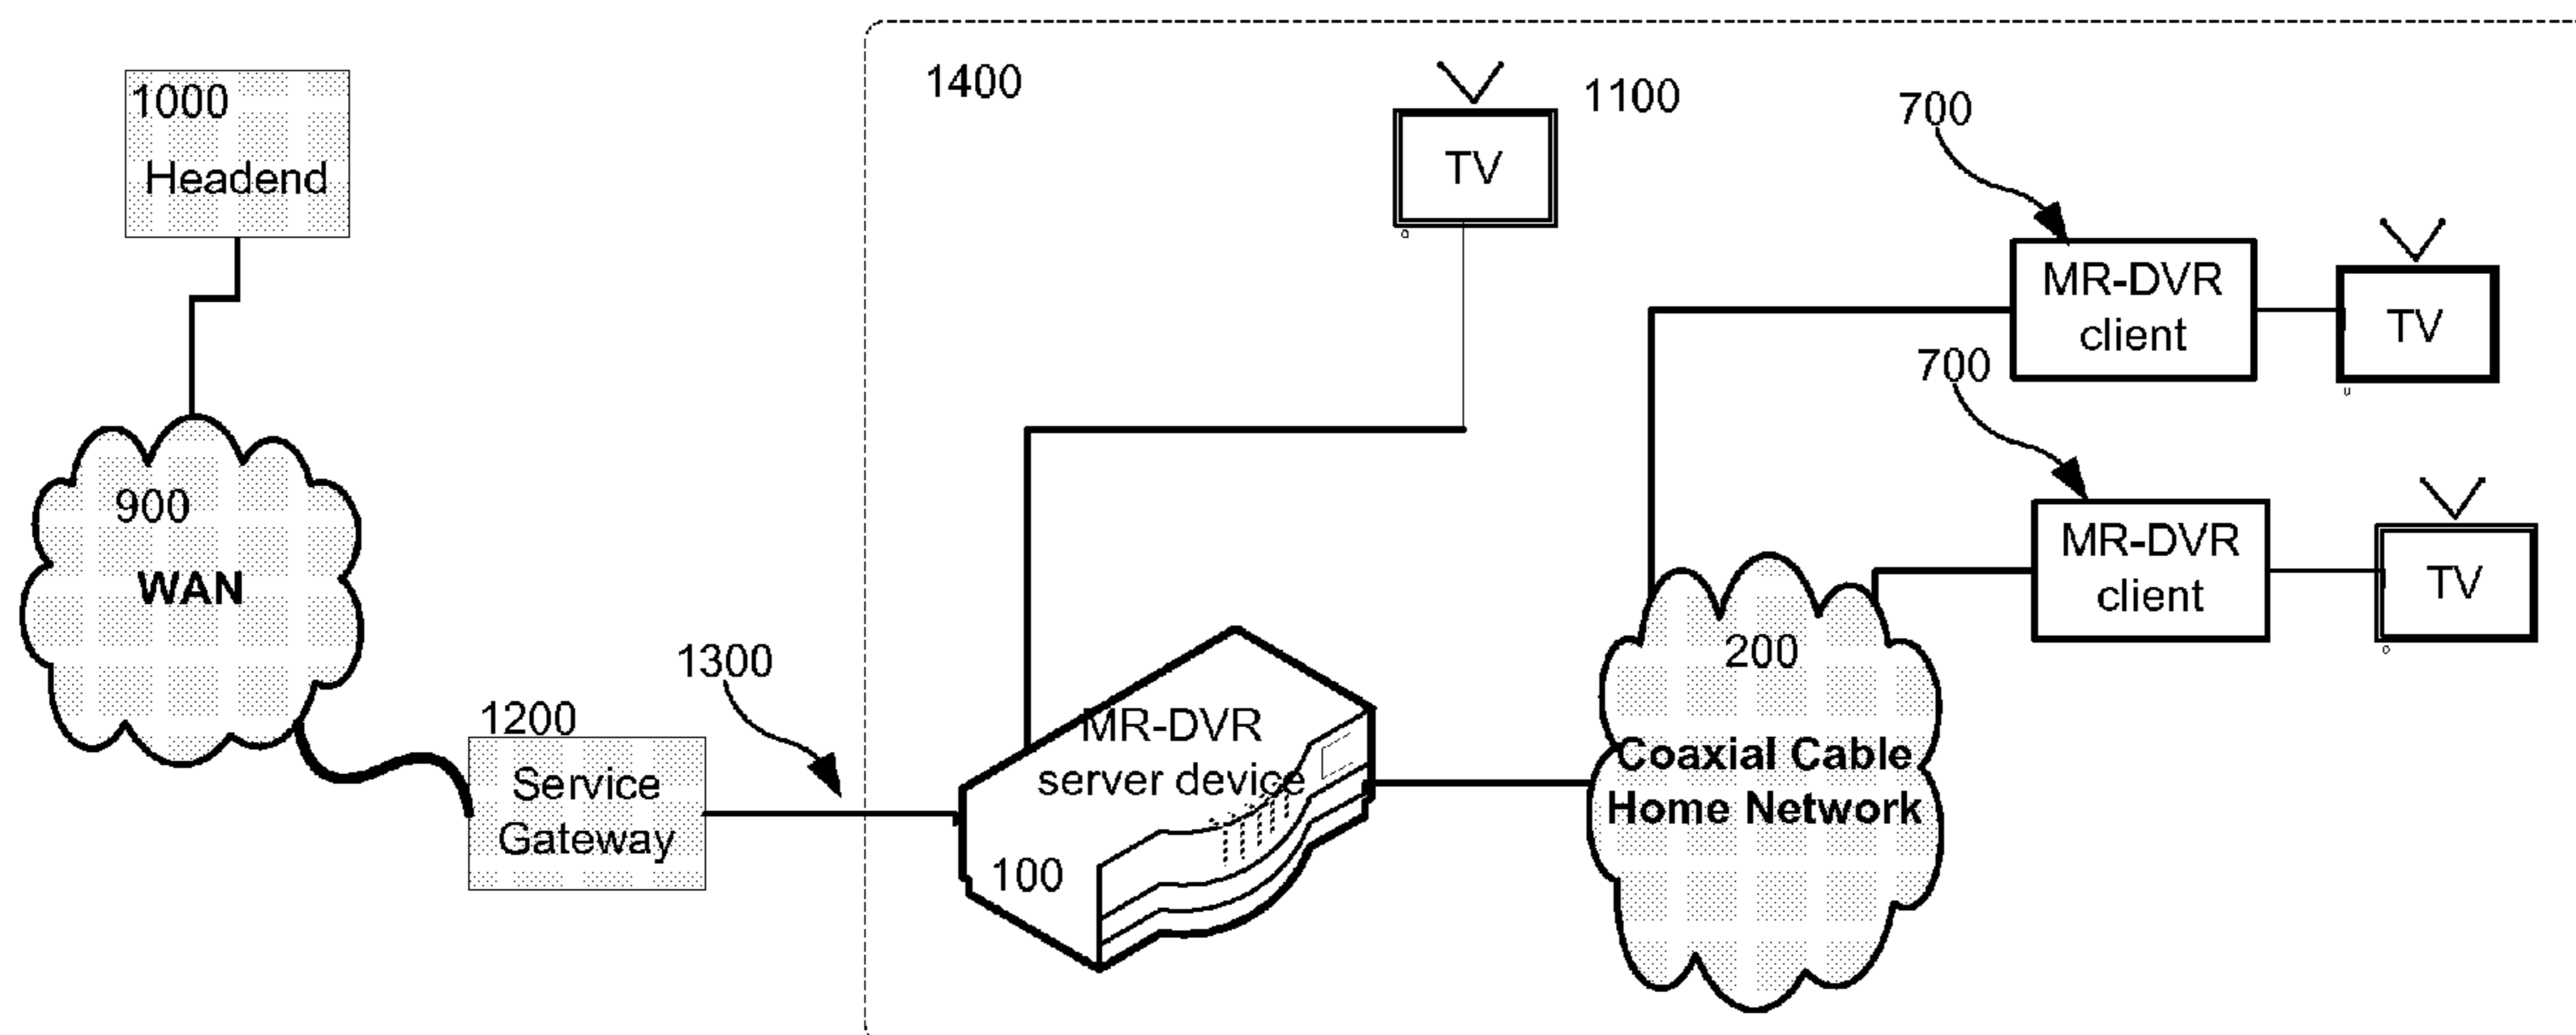 1000
Headend
900
WAN
1200
Service
Gateway
1300
1400
1100
TV
MR-DVR
server device
100
200
Coaxial Cable
Home Network
700
MR-DVR
client
TV
700
MR-DVR
client
TV